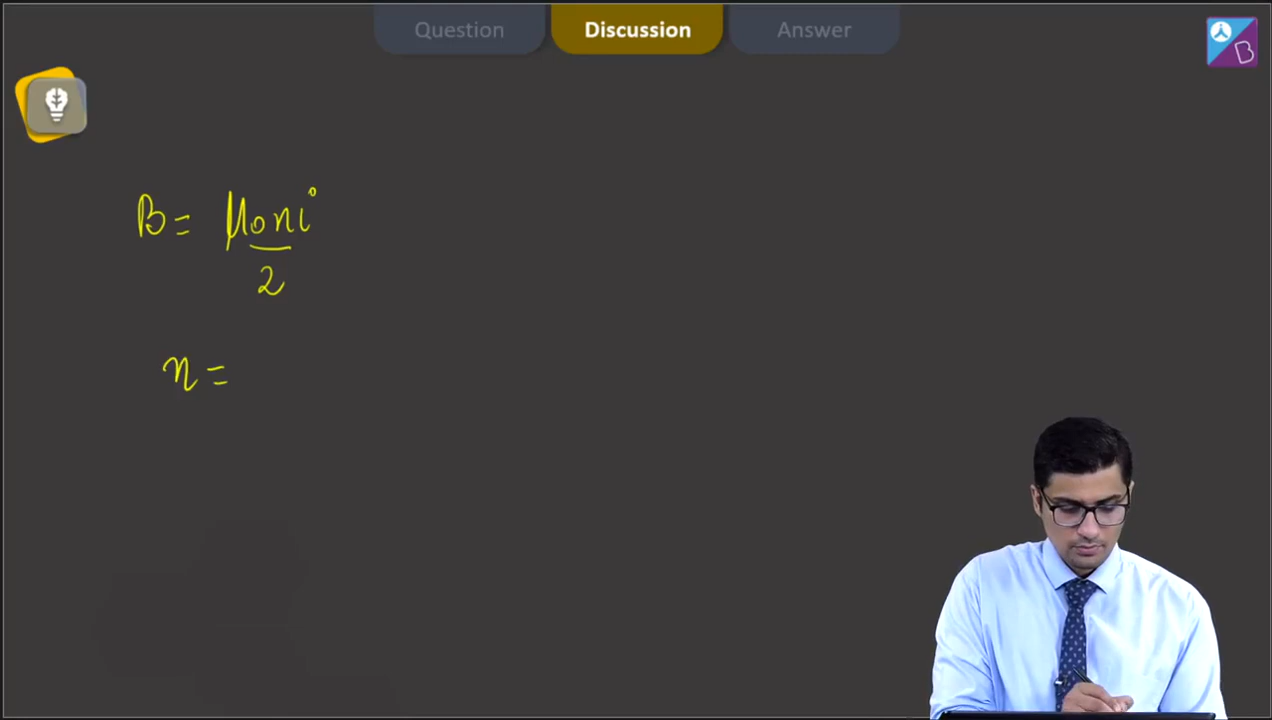 Question Discussion Answer
B
B = μ₀ni
2
n =